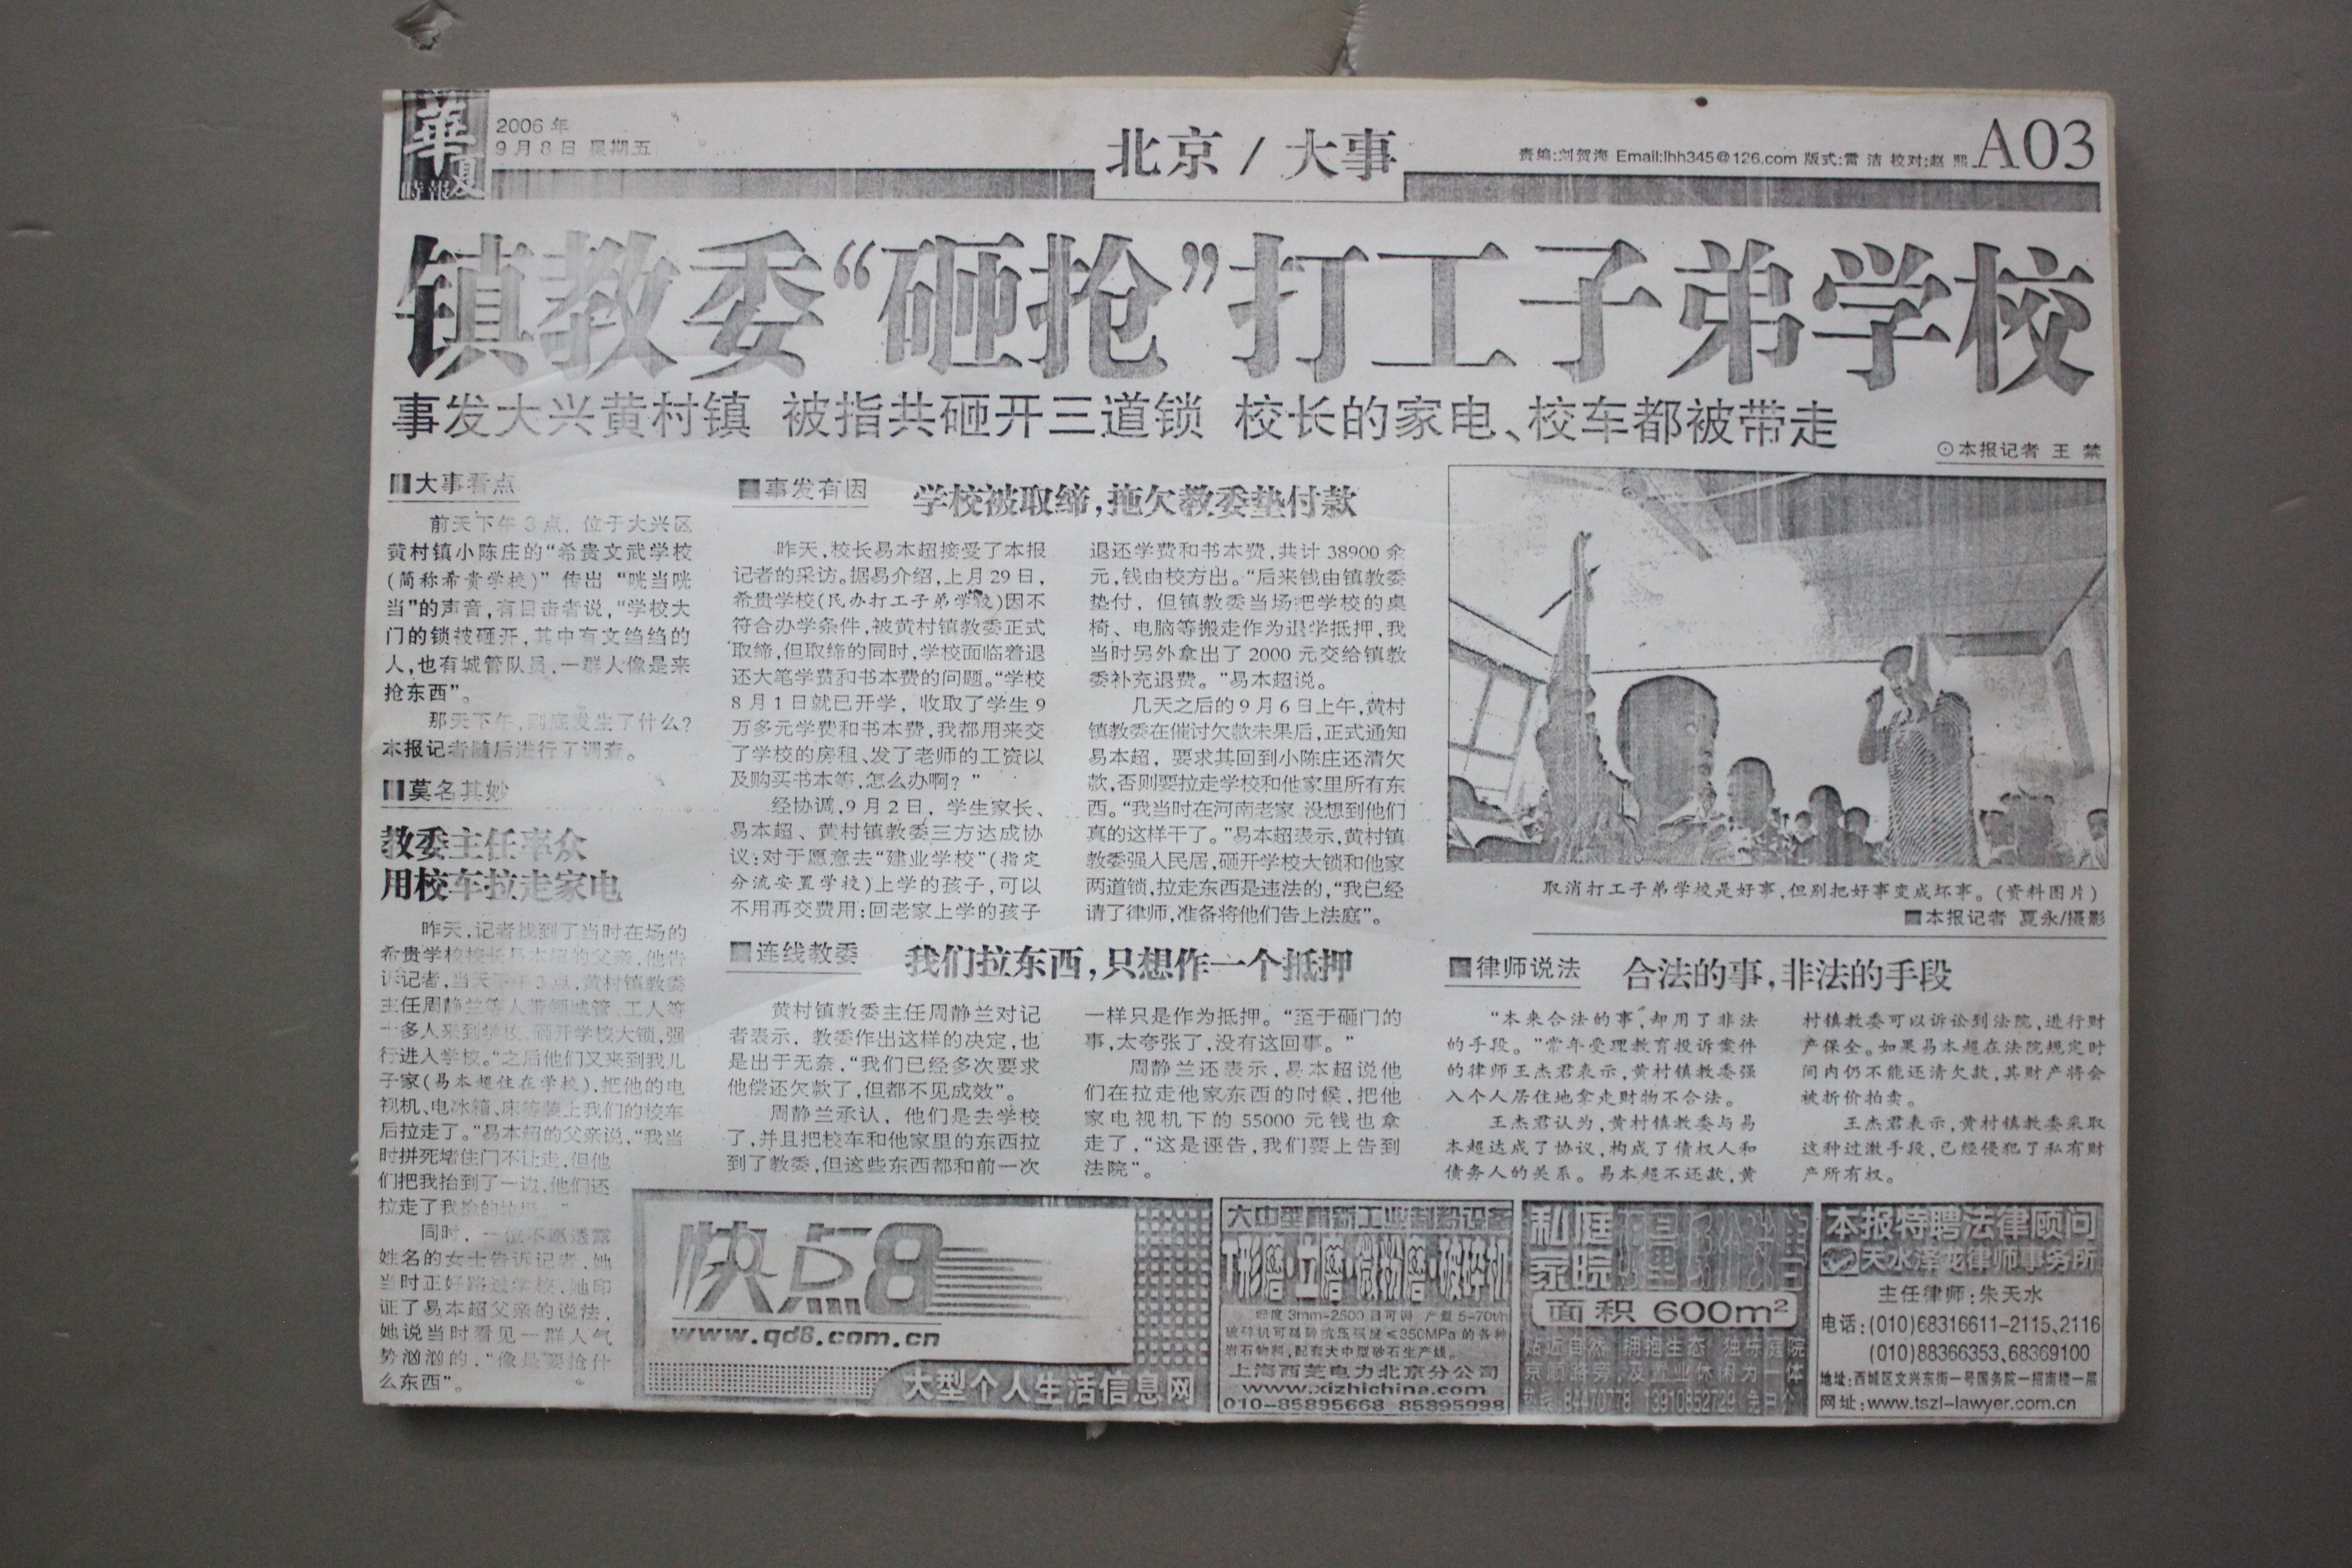 華夏
時報
2006年
9月8日 星期五
北京/大事
责编:刘贺海 Email:lhh345@126.com 版式:雷 洁 校对:赵 熙
A03
镇教委“砸抢”打工子弟学校
事发大兴黄村镇 被指共砸开三道锁 校长的家电、校车都被带走
⊙本报记者 王 禁
■大事看点
前天下午3点，位于大兴区
黄村镇小陈庄的“希贵文武学校
(简称希贵学校)”传出“咣当咣
当”的声音,有目击者说,“学校大
门的锁被砸开,其中有文绉绉的
人,也有城管队员,一群人像是来
抢东西”。
那天下午,到底发生了什么?
本报记者随后进行了调查。
■莫名其妙
教委主任率众
用校车拉走家电
昨天,记者找到了当时在场的
希贵学校校长易本超的父亲,他告
诉记者,当天下午3点,黄村镇教委
主任周静兰等人带领城管、工人等
十多人来到学校,砸开学校大锁,强
行进入学校。“之后他们又来到我儿
子家(易本超住在学校),把他的电
视机、电冰箱、床等装上我们的校车
后拉走了。”易本超的父亲说,“我当
时拼死堵住门不让走,但他
们把我抬到了一边,他们还
拉走了我捡的垃圾。”
同时，一位不愿透露
姓名的女士告诉记者,她
当时正好路过学校,她印
证了易本超父亲的说法,
她说当时看见一群人气
势汹汹的,“像是要抢什
么东西”。
■事发有因
学校被取缔,拖欠教委垫付款
昨天,校长易本超接受了本报
记者的采访。据易介绍,上月29日,
希贵学校(民办打工子弟学校)因不
符合办学条件,被黄村镇教委正式
取缔,但取缔的同时,学校面临着退
还大笔学费和书本费的问题。“学校
8月1日就已开学，收取了学生9
万多元学费和书本费,我都用来交
了学校的房租、发了老师的工资以
及购买书本等,怎么办啊？”
经协调,9月2日，学生家长、
易本超、黄村镇教委三方达成协
议:对于愿意去“建业学校”(指定
分流安置学校)上学的孩子,可以
不用再交费用;回老家上学的孩子
退还学费和书本费,共计38900余
元,钱由校方出。“后来钱由镇教委
垫付，但镇教委当场把学校的桌
椅、电脑等搬走作为退学抵押,我
当时另外拿出了2000元交给镇教
委补充退费。”易本超说。
几天之后的9月6日上午,黄村
镇教委在催讨欠款未果后,正式通知
易本超，要求其回到小陈庄还清欠
款,否则要拉走学校和他家里所有东
西。“我当时在河南老家 没想到他们
真的这样干了。”易本超表示,黄村镇
教委强入民居,砸开学校大锁和他家
两道锁,拉走东西是违法的,“我已经
请了律师,准备将他们告上法庭”。
取消打工子弟学校是好事,但别把好事变成坏事。(资料图片)
■本报记者 夏永/摄影
■连线教委
我们拉东西,只想作一个抵押
黄村镇教委主任周静兰对记
者表示，教委作出这样的决定,也
是出于无奈,“我们已经多次要求
他偿还欠款了,但都不见成效”。
周静兰承认，他们是去学校
了,并且把校车和他家里的东西拉
到了教委,但这些东西都和前一次
一样只是作为抵押。“至于砸门的
事,太夸张了,没有这回事。”
周静兰还表示，易本超说他
们在拉走他家东西的时候，把他
家电视机下的55000元钱也拿
走了，“这是诬告,我们要上告到
法院”。
■律师说法
合法的事,非法的手段
“本来合法的事,却用了非法
的手段。”常年受理教育投诉案件
的律师王杰君表示,黄村镇教委强
入个人居住地拿走财物不合法。
王杰君认为,黄村镇教委与易
本超达成了协议,构成了债权人和
债务人的关系。易本超不还款,黄
村镇教委可以诉讼到法院,进行财
产保全。如果易本超在法院规定时
间内仍不能还清欠款,其财产将会
被折价拍卖。
王杰君表示,黄村镇教委采取
这种过激手段,已经侵犯了私有财
产所有权。
快点8
www.qd8.com.cn
大型个人生活信息网
大中型最新工业制粉设备
T形磨·立磨·微粉磨·破碎机
细度3mm-2500目可调 产量5-70t/h
破碎机可破碎抗压强度≤350MPa的各种
岩石物料,配套大中型砂石生产线。
上海西芝电力北京分公司
www.xizhichina.com
010-85895668 85895998
私家庭院
面积600m²
贴近自然 拥抱生态 独栋庭院
京顺路旁,及置业休闲为一体
热线:84470778 13910852729
本报特聘法律顾问
天水泽龙律师事务所
主任律师:朱天水
电话:(010)68316611-2115、2116
(010)88366353、68369100
地址:西城区文兴东街一号国务院一招南楼一层
网址:www.tszl-lawyer.com.cn